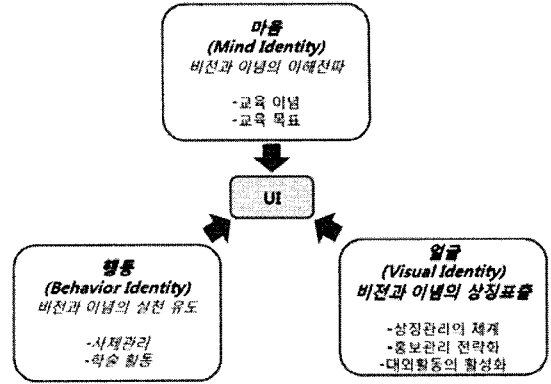 마음
(Mind Identity)
비전과 이념의 이해전파
-교육 이념
-교육 목표
UI
행동
(Behavior Identity)
비전과 이념의 실천 유도
-사제관리
-학술 활동
얼굴
(Visual Identity)
비전과 이념의 상징표출
-상징관리의 체계
-홍보관리 전략화
-대외활동의 활성화